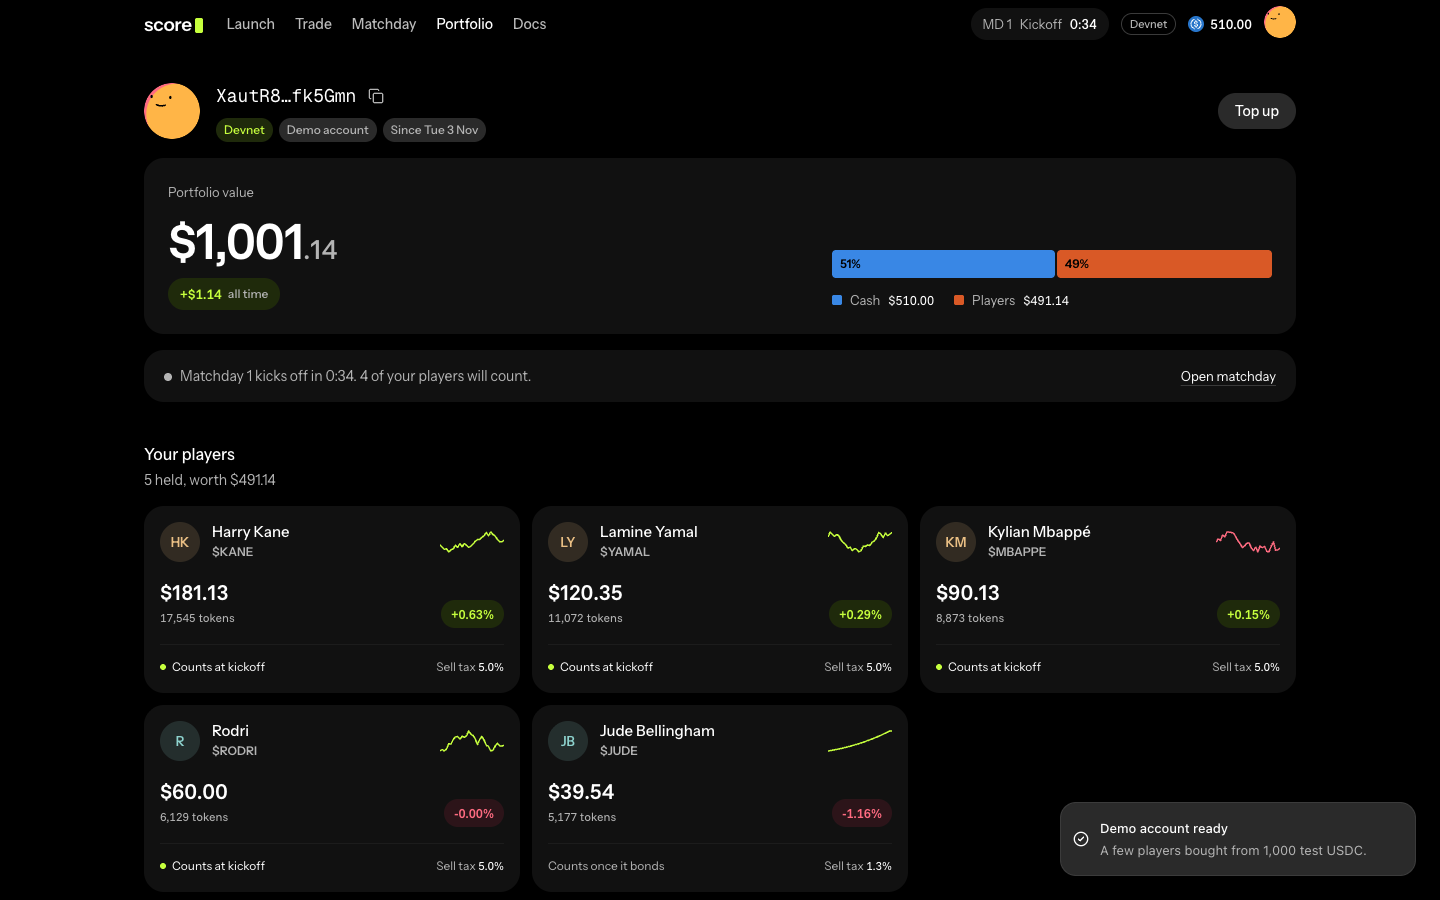 score
Launch
Trade
Matchday
Portfolio
Docs
MD 1 Kickoff 0:34
Devnet
510.00
XautR8…fk5Gmn
Devnet
Demo account
Since Tue 3 Nov
Top up
Portfolio value
$1,001.14
+$1.14 all time
51%
49%
Cash $510.00
Players $491.14
Matchday 1 kicks off in 0:34. 4 of your players will count.
Open matchday
Your players
5 held, worth $491.14
HK
Harry Kane
$KANE
$181.13
17,545 tokens
+0.63%
Counts at kickoff
Sell tax 5.0%
LY
Lamine Yamal
$YAMAL
$120.35
11,072 tokens
+0.29%
Counts at kickoff
Sell tax 5.0%
KM
Kylian Mbappé
$MBAPPE
$90.13
8,873 tokens
+0.15%
Counts at kickoff
Sell tax 5.0%
R
Rodri
$RODRI
$60.00
6,129 tokens
-0.00%
Counts at kickoff
Sell tax 5.0%
JB
Jude Bellingham
$JUDE
$39.54
5,177 tokens
-1.16%
Counts once it bonds
Sell tax 1.3%
Demo account ready
A few players bought from 1,000 test USDC.